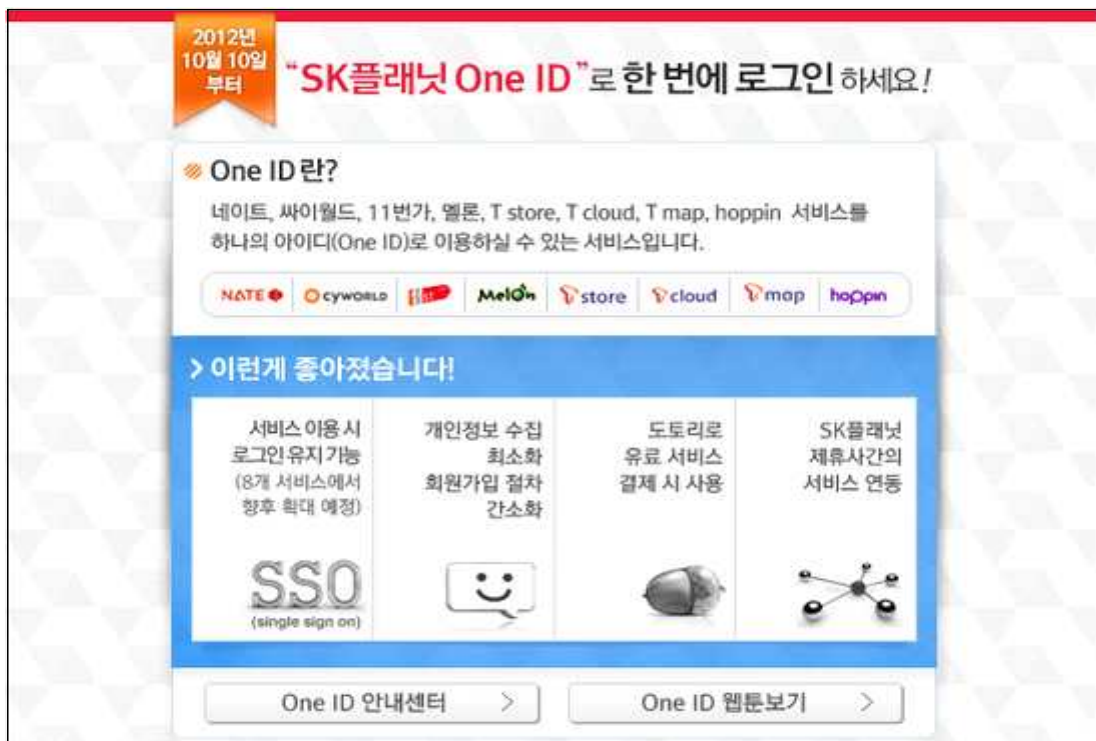 2012년
10월 10일
부터
“SK플래닛 One ID”로 한 번에 로그인 하세요!
One ID란?
네이트, 싸이월드, 11번가, 멜론, T store, T cloud, T map, hoppin 서비스를
하나의 아이디(One ID)로 이용하실 수 있는 서비스입니다.
NATE CYWORLD MelOn T store T cloud T map hoppin
> 이런게 좋아졌습니다!
서비스 이용 시
로그인 유지 가능
(8개 서비스에서
향후 확대 예정)
SSO
(single sign on)
개인정보 수집
최소화
회원가입 절차
간소화
도토리로
유료 서비스
결제 시 사용
SK플래닛
제휴사간의
서비스 연동
One ID 안내센터 >
One ID 웹툰보기 >